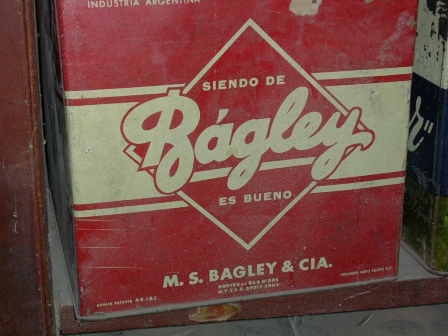 INDUSTRIA ARGENTINA
A
SIENDO DE
Bágley
ES BUENO
M. S. BAGLEY & CIA.